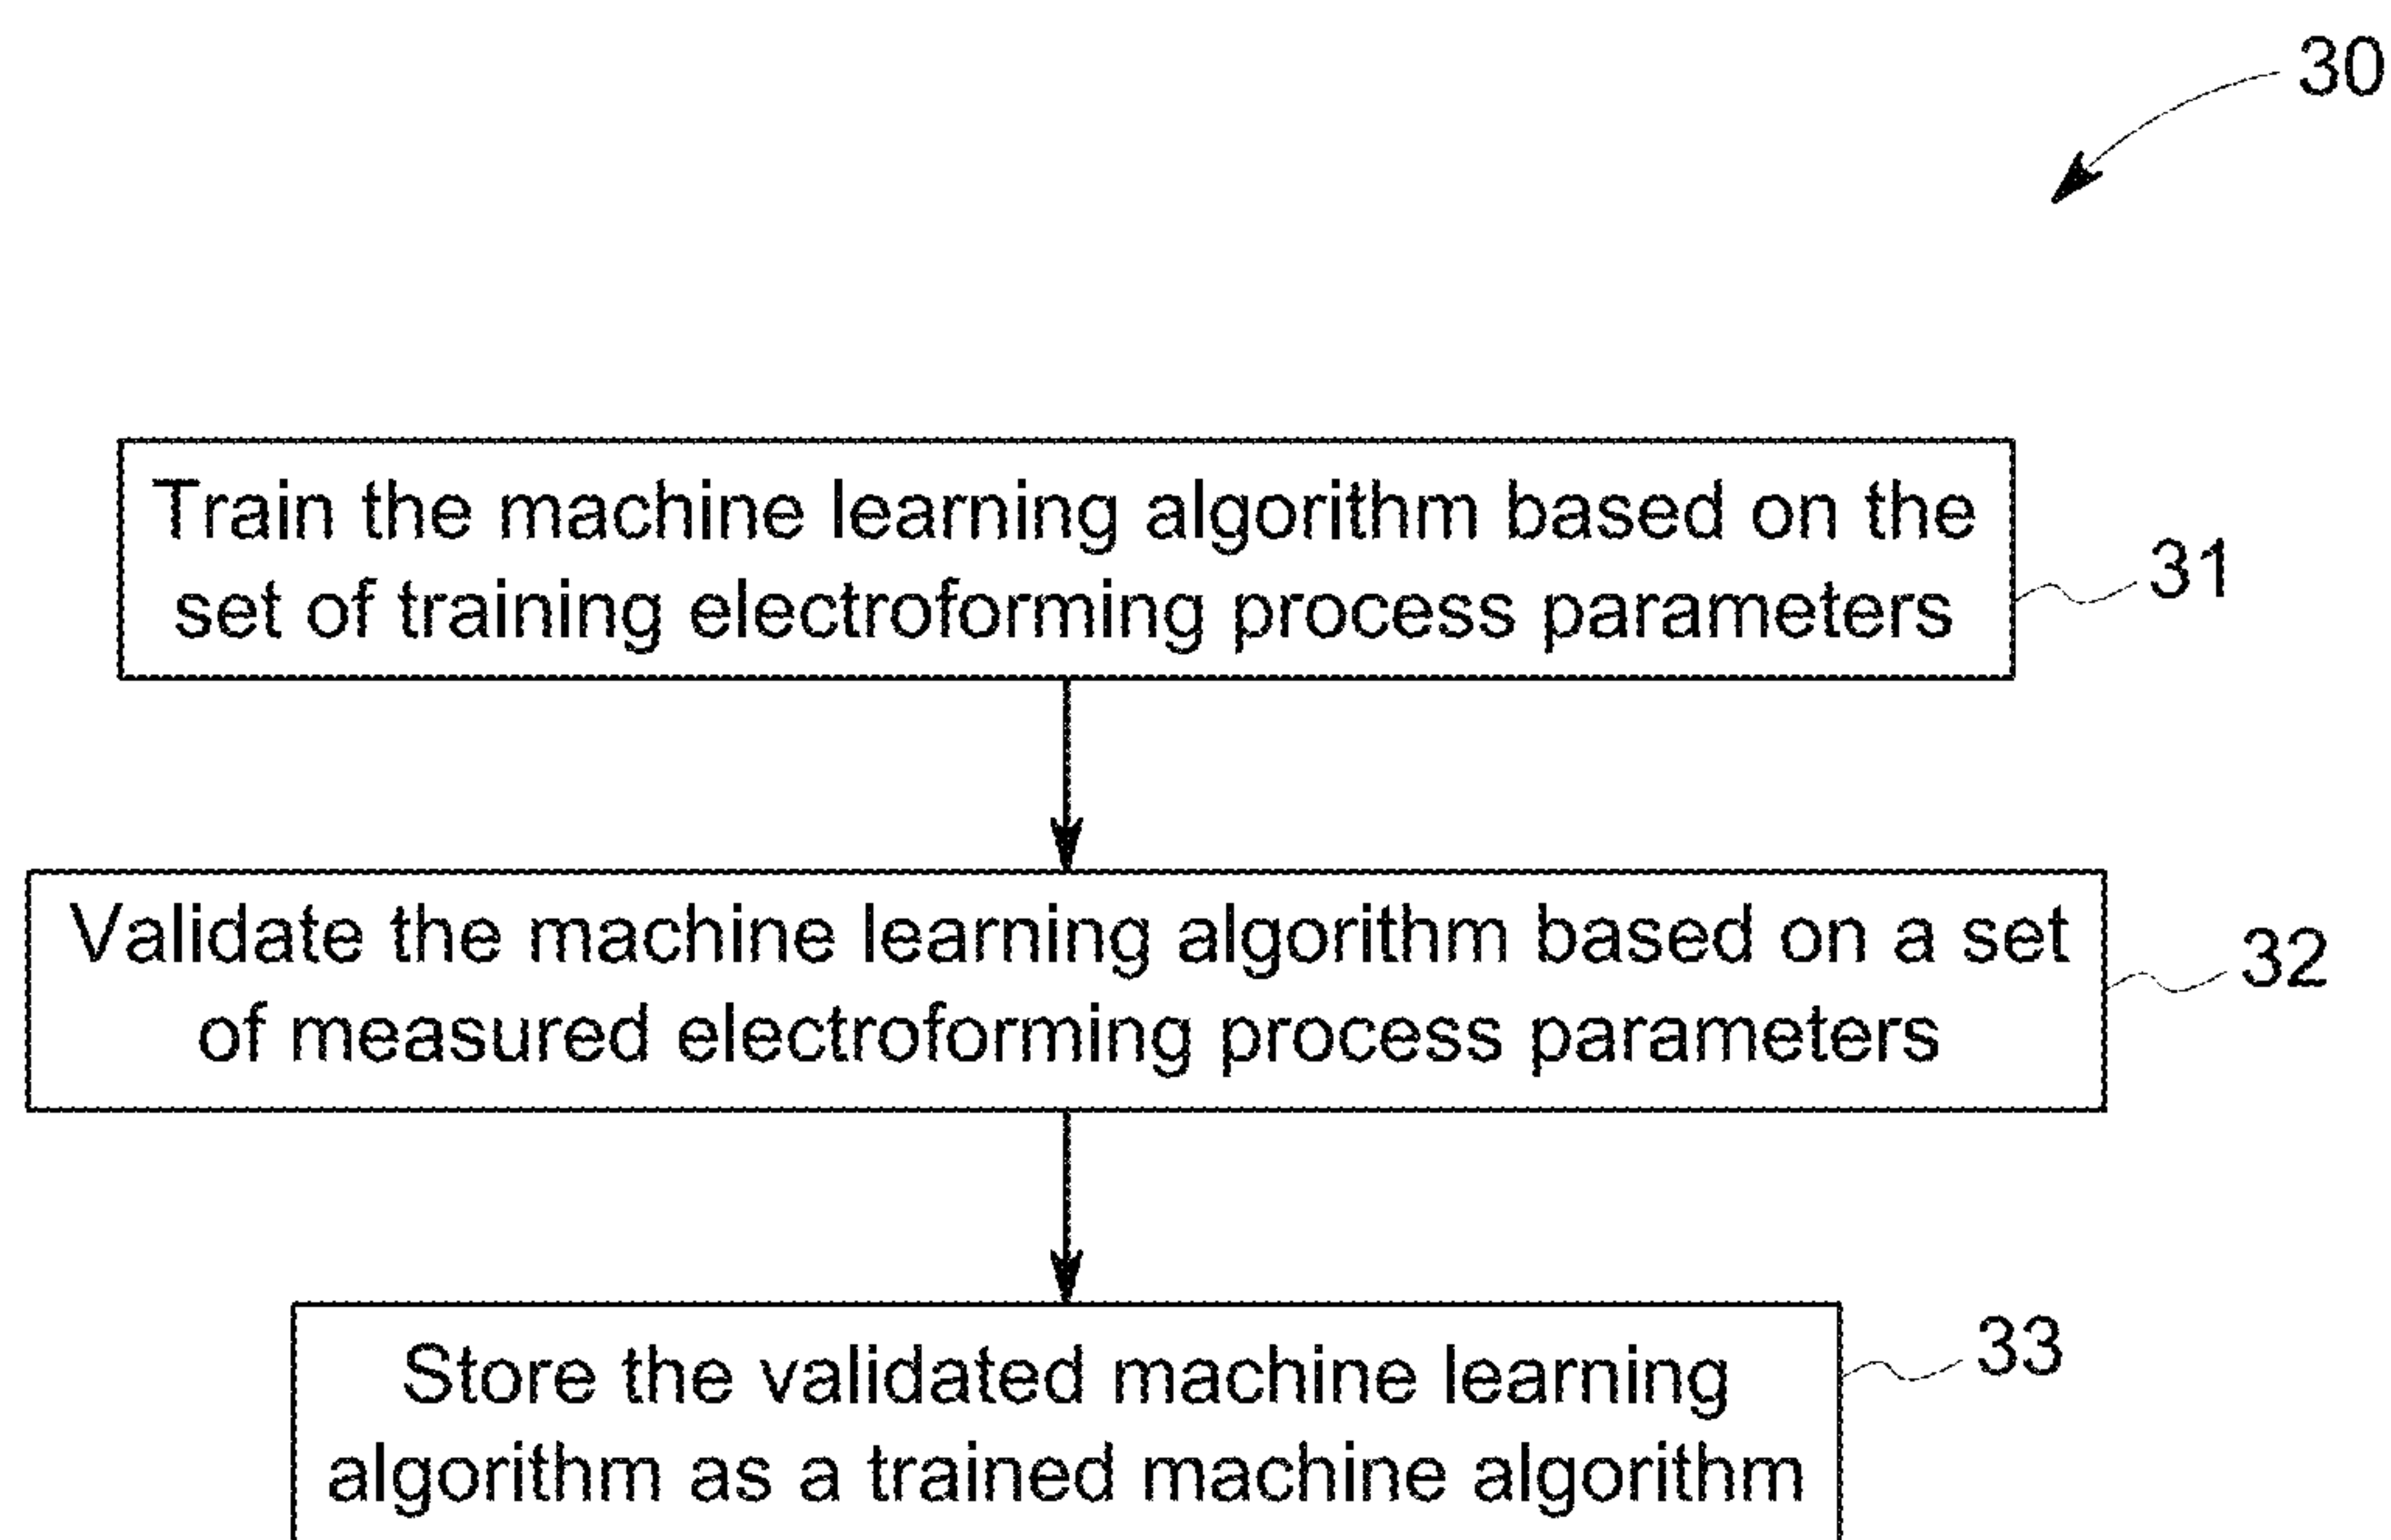 30
Train the machine learning algorithm based on the
set of training electroforming process parameters
31
Validate the machine learning algorithm based on a set
of measured electroforming process parameters
32
Store the validated machine learning
algorithm as a trained machine algorithm
33